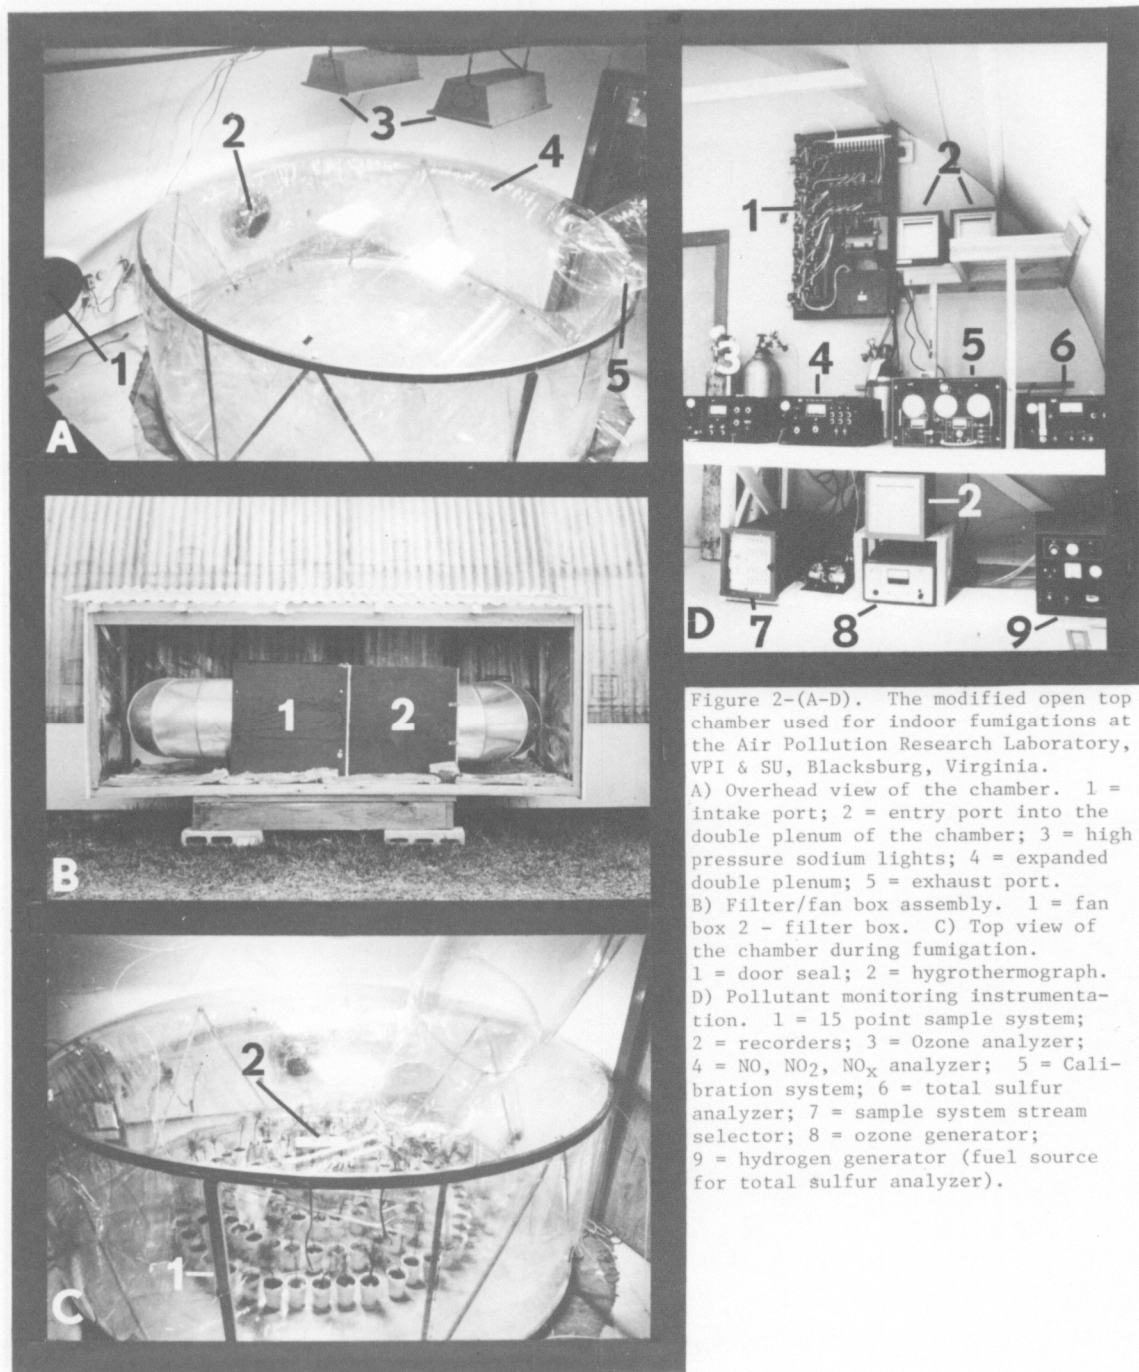 2
3
4
1
5
A
1
2
B
2
1
C
1
2
3
4
5
6
2
7
8
9
D
Figure 2-(A-D). The modified open top
chamber used for indoor fumigations at
the Air Pollution Research Laboratory,
VPI & SU, Blacksburg, Virginia.
A) Overhead view of the chamber. 1 =
intake port; 2 = entry port into the
double plenum of the chamber; 3 = high
pressure sodium lights; 4 = expanded
double plenum; 5 = exhaust port.
B) Filter/fan box assembly. 1 = fan
box 2 - filter box. C) Top view of
the chamber during fumigation.
1 = door seal; 2 = hygrothermograph.
D) Pollutant monitoring instrumenta-
tion. 1 = 15 point sample system;
2 = recorders; 3 = Ozone analyzer;
4 = NO, NO₂, NOₓ analyzer; 5 = Cali-
bration system; 6 = total sulfur
analyzer; 7 = sample system stream
selector; 8 = ozone generator;
9 = hydrogen generator (fuel source
for total sulfur analyzer).